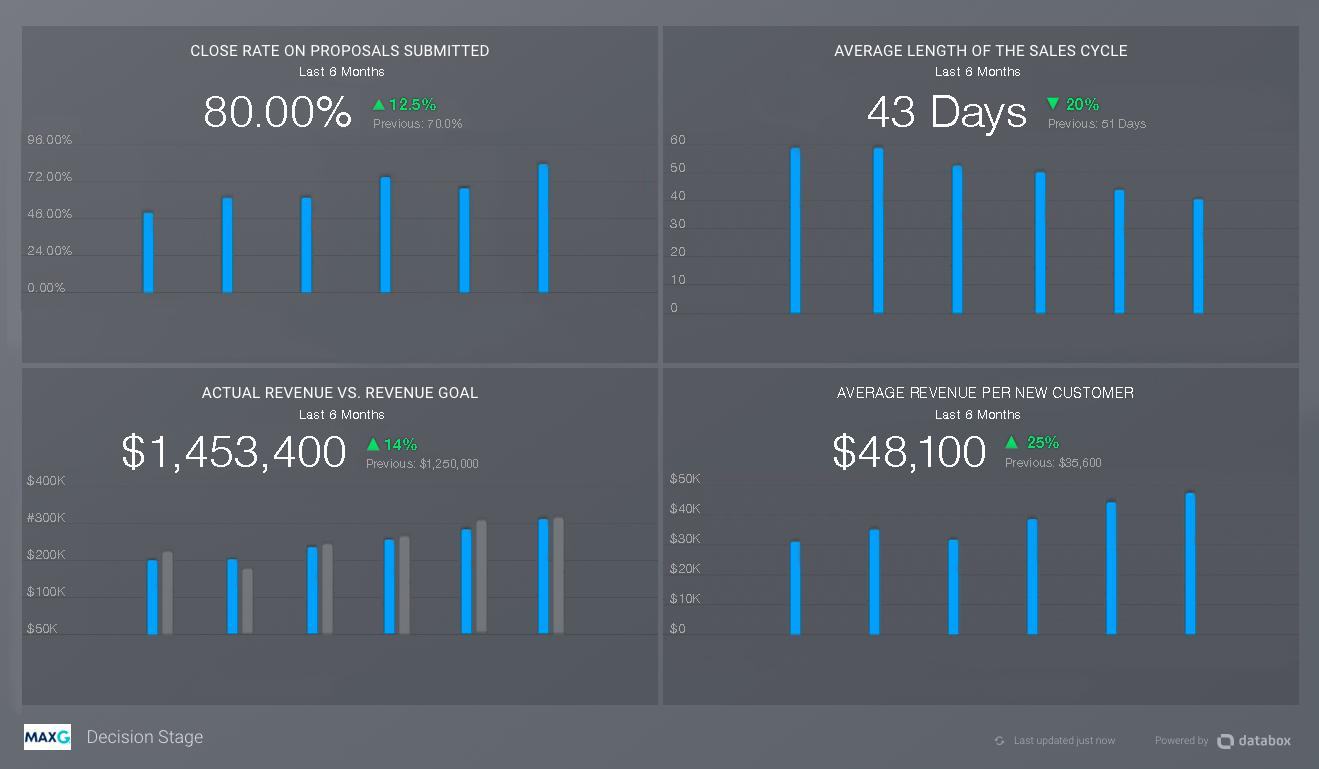 CLOSE RATE ON PROPOSALS SUBMITTED
Last 6 Months
80.00%
▲ 12.5%
Previous: 70.0%
96.00%
72.00%
46.00%
24.00%
0.00%
AVERAGE LENGTH OF THE SALES CYCLE
Last 6 Months
43 Days
▼ 20%
Previous: 51 Days
60
50
40
30
20
10
0
ACTUAL REVENUE VS. REVENUE GOAL
Last 6 Months
$1,453,400
▲ 14%
Previous: $1,250,000
$400K
#300K
$200K
$100K
$50K
AVERAGE REVENUE PER NEW CUSTOMER
Last 6 Months
$48,100
▲ 25%
Previous: $35,600
$50K
$40K
$30K
$20K
$10K
$0
MAXG
Decision Stage
Last updated just now
Powered by databox